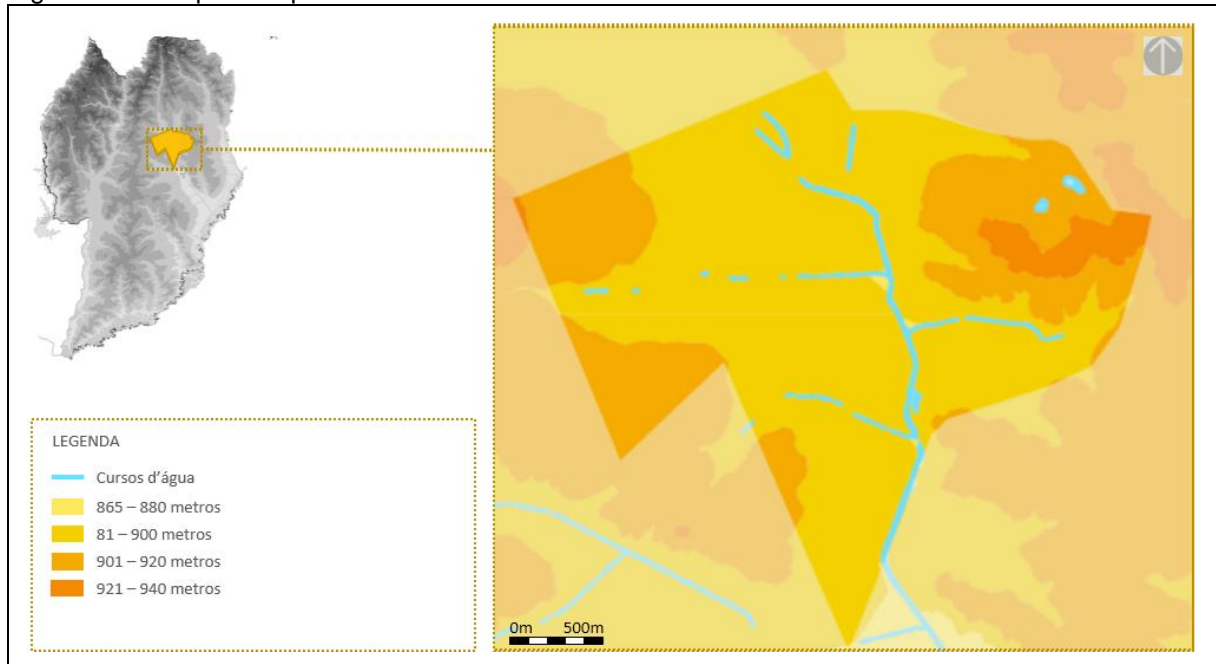 LEGENDA
Cursos d'água
865 – 880 metros
81 – 900 metros
901 – 920 metros
921 – 940 metros
0m 500m